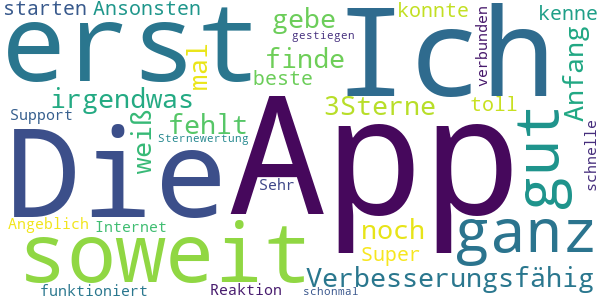 starten
Ansonsten
erst
mal
gebe
gestiegen
Ich
konnte
verbunden
kenne
finde
beste
Anfang
irgendwas
3Sterne
toll
Support
weiß
fehlt
Sternewertung
Die
App
gut
schnelle
Sehr
Angeblich
Internet
noch
ganz
soweit
Super
Verbesserungsfähig
funktioniert
Reaktion
schonmal